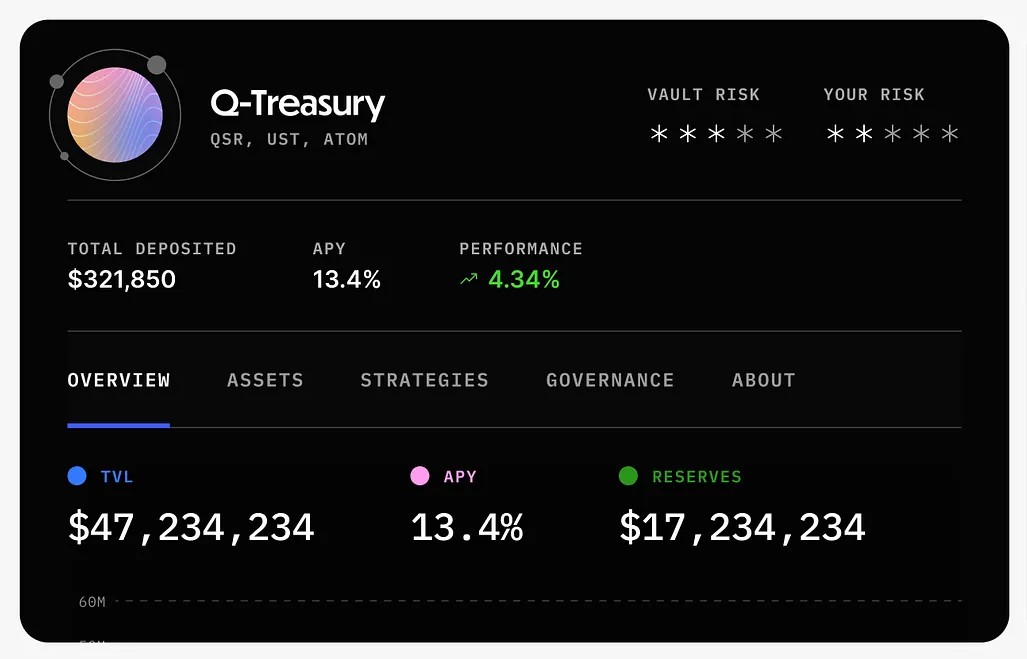 Q-Treasury
QSR, UST, ATOM
VAULT RISK
YOUR RISK
TOTAL DEPOSITED
$321,850
APY
13.4%
PERFORMANCE
4.34%
OVERVIEW ASSETS STRATEGIES GOVERNANCE ABOUT
TVL
$47,234,234
APY
13.4%
RESERVES
$17,234,234
60M